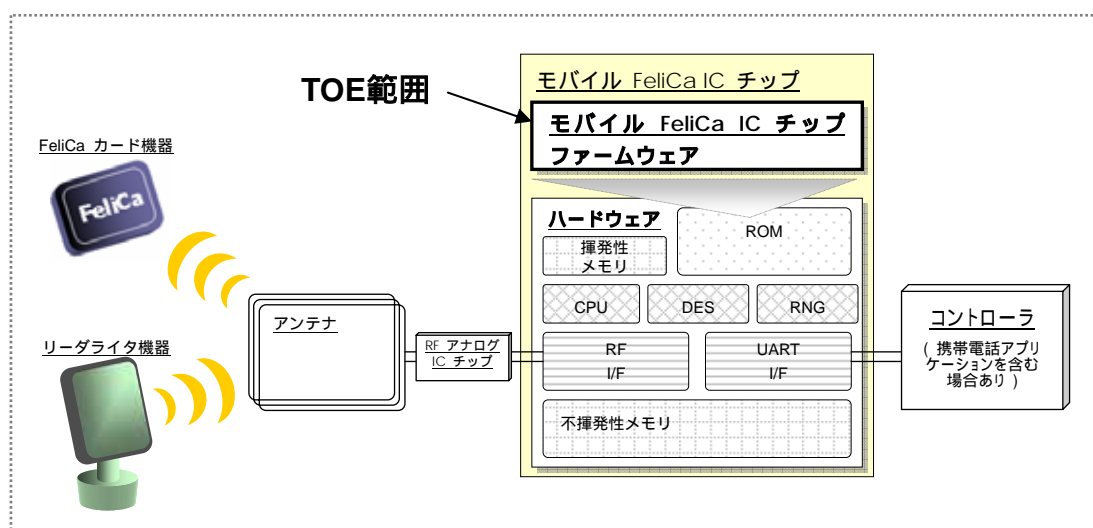 TOE範囲
モバイル FeliCa IC チップ
モバイル FeliCa IC チップ
ファームウェア
FeliCa カード機器
FeliCa
リーダライタ機器
アンテナ
RF アナログ
IC チップ
ハードウェア
揮発性
メモリ
ROM
CPU
DES
RNG
RF
I/F
UART
I/F
不揮発性メモリ
コントローラ
( 携帯電話アプリ
ケーションを含む
場合あり )